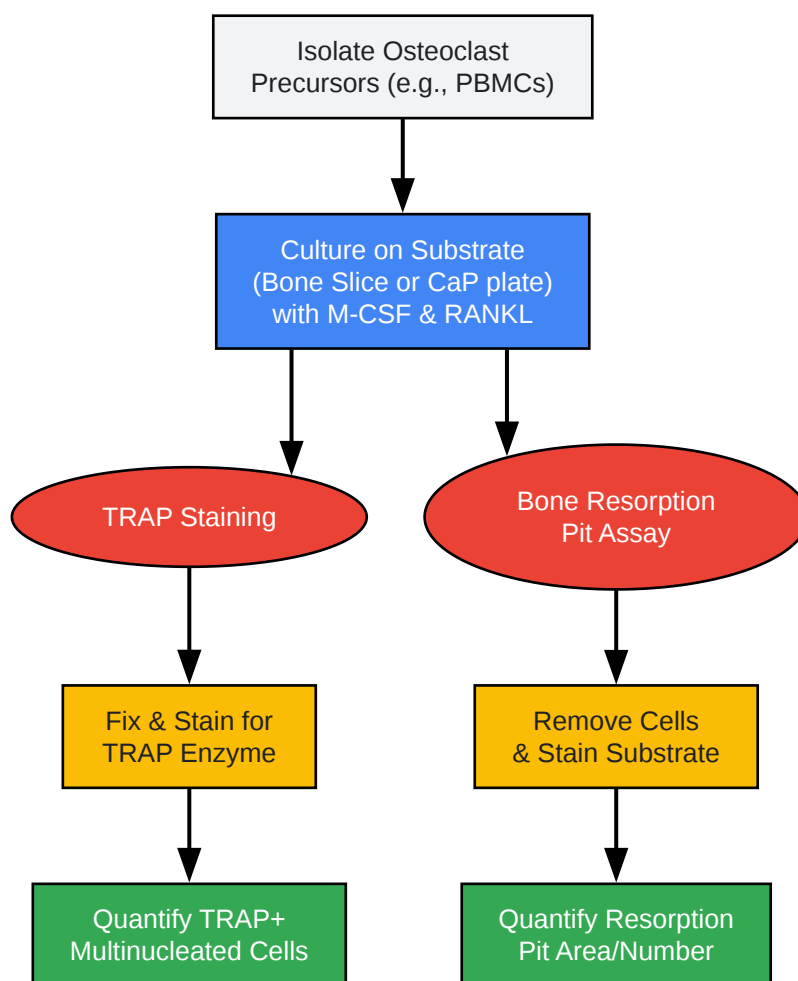 Isolate Osteoclast
Precursors (e.g., PBMCs)
Culture on Substrate
(Bone Slice or CaP plate)
with M-CSF & RANKL
TRAP Staining
Bone Resorption
Pit Assay
Fix & Stain for
TRAP Enzyme
Remove Cells
& Stain Substrate
Quantify TRAP+
Multinucleated Cells
Quantify Resorption
Pit Area/Number